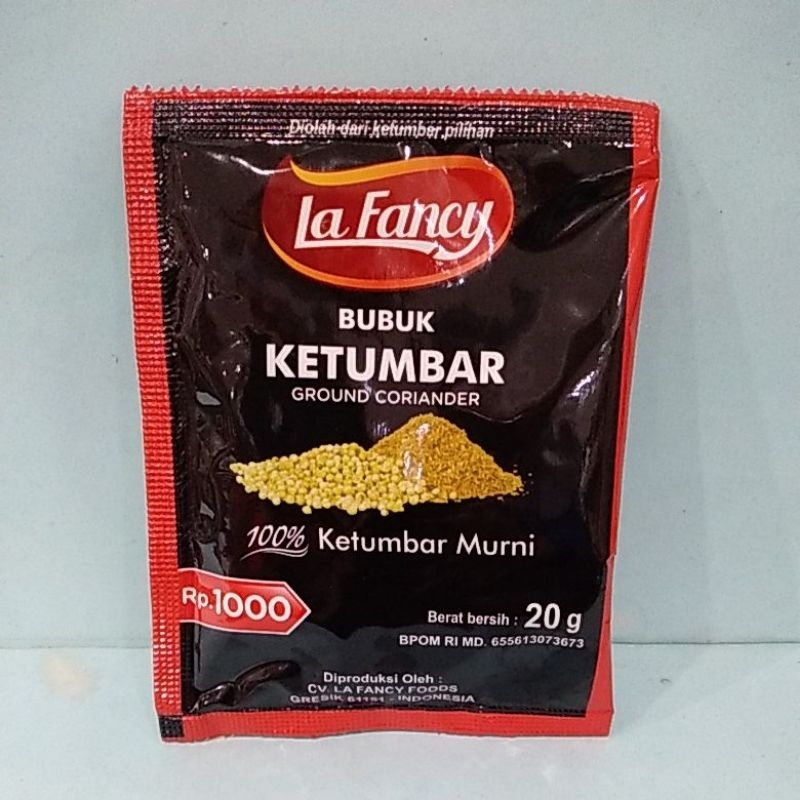 Diolah dari ketumbar pilihan
La Fancy
BUBUK
KETUMBAR
GROUND CORIANDER
100% Ketumbar Murni
Rp.1000
Berat bersih : 20 g
BPOM RI MD. 655613073673
Diproduksi Oleh :
CV. LA FANCY FOODS
GRESIK 61151 - INDONESIA